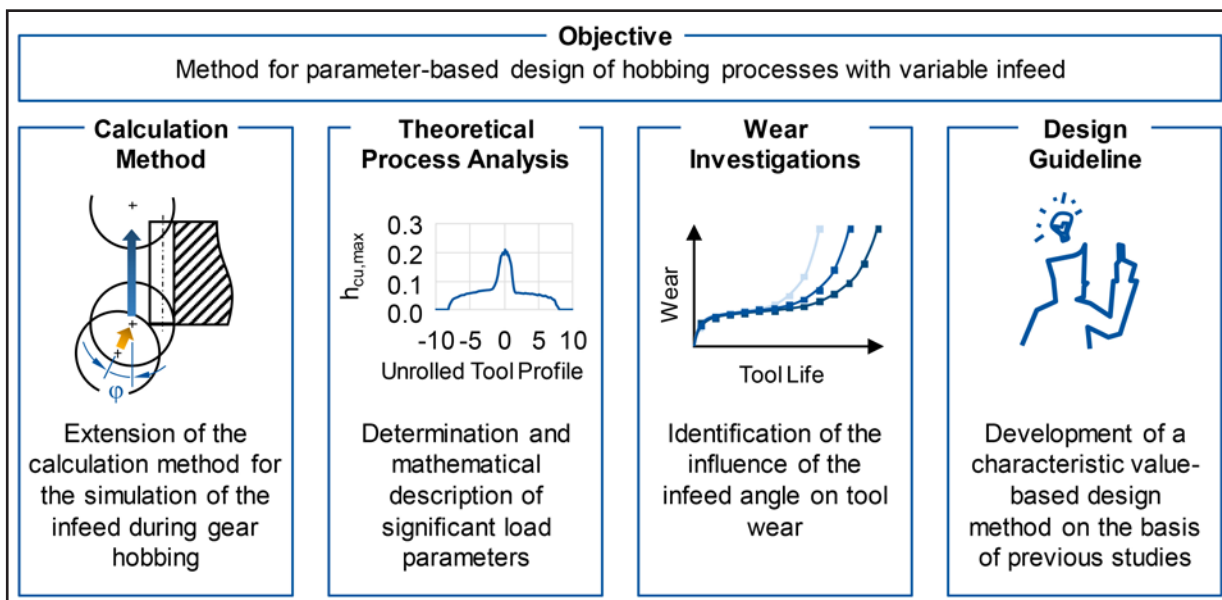 Objective
Method for parameter-based design of hobbing processes with variable infeed
Calculation
Method
φ
Extension of the
calculation method for
the simulation of the
infeed during gear
hobbing
Theoretical
Process Analysis
h_cu,max
0.3
0.2
0.1
0.0
-10 -5 0 5 10
Unrolled Tool Profile
Determination and
mathematical
description of
significant load
parameters
Wear
Investigations
Wear
Tool Life
Identification of the
influence of the
infeed angle on tool
wear
Design
Guideline
Development of a
characteristic value-
based design
method on the basis
of previous studies